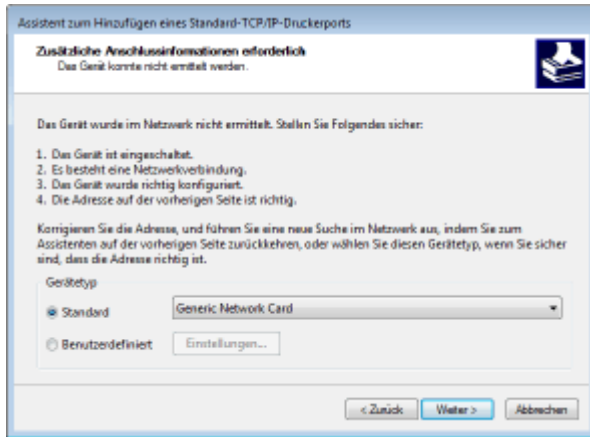 Assistent zum Hinzufügen eines Standard-TCP/IP-Druckerports
Zusätzliche Anschlussinformationen erforderlich
Das Gerät konnte nicht ermittelt werden.
Das Gerät wurde im Netzwerk nicht ermittelt. Stellen Sie Folgendes sicher:
1. Das Gerät ist eingeschaltet.
2. Es besteht eine Netzwerkverbindung.
3. Das Gerät wurde richtig konfiguriert.
4. Die Adresse auf der vorherigen Seite ist richtig.
Korrigieren Sie die Adresse, und führen Sie eine neue Suche im Netzwerk aus, indem Sie zum
Assistenten auf der vorherigen Seite zurückkehren, oder wählen Sie diesen Gerätetyp, wenn Sie sicher
sind, dass die Adresse richtig ist.
Gerätetyp
Standard
Generic Network Card
Benutzerdefiniert
Einstellungen...
< Zurück
Weiter >
Abbrechen